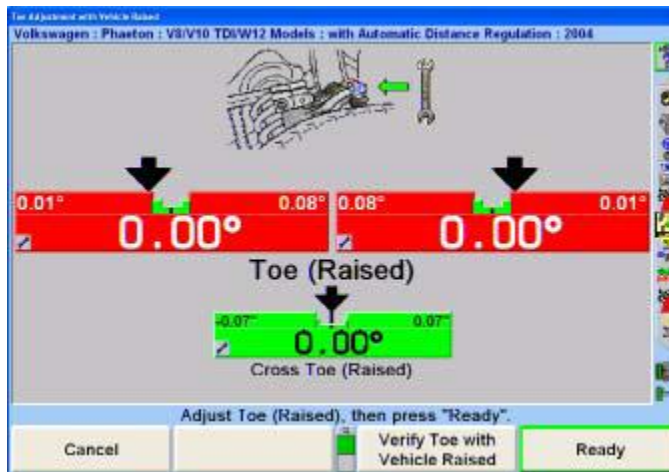 Toe Adjustment with Vehicle Raised
Volkswagen : Phaeton : V8/V10 TDI/W12 Models : with Automatic Distance Regulation : 2004
0.01° 0.08° 0.08° 0.01°
0.00° 0.00°
Toe (Raised)
-0.07° 0.07°
0.00°
Cross Toe (Raised)
Adjust Toe (Raised), then press "Ready".
Cancel Verify Toe with Ready
Vehicle Raised